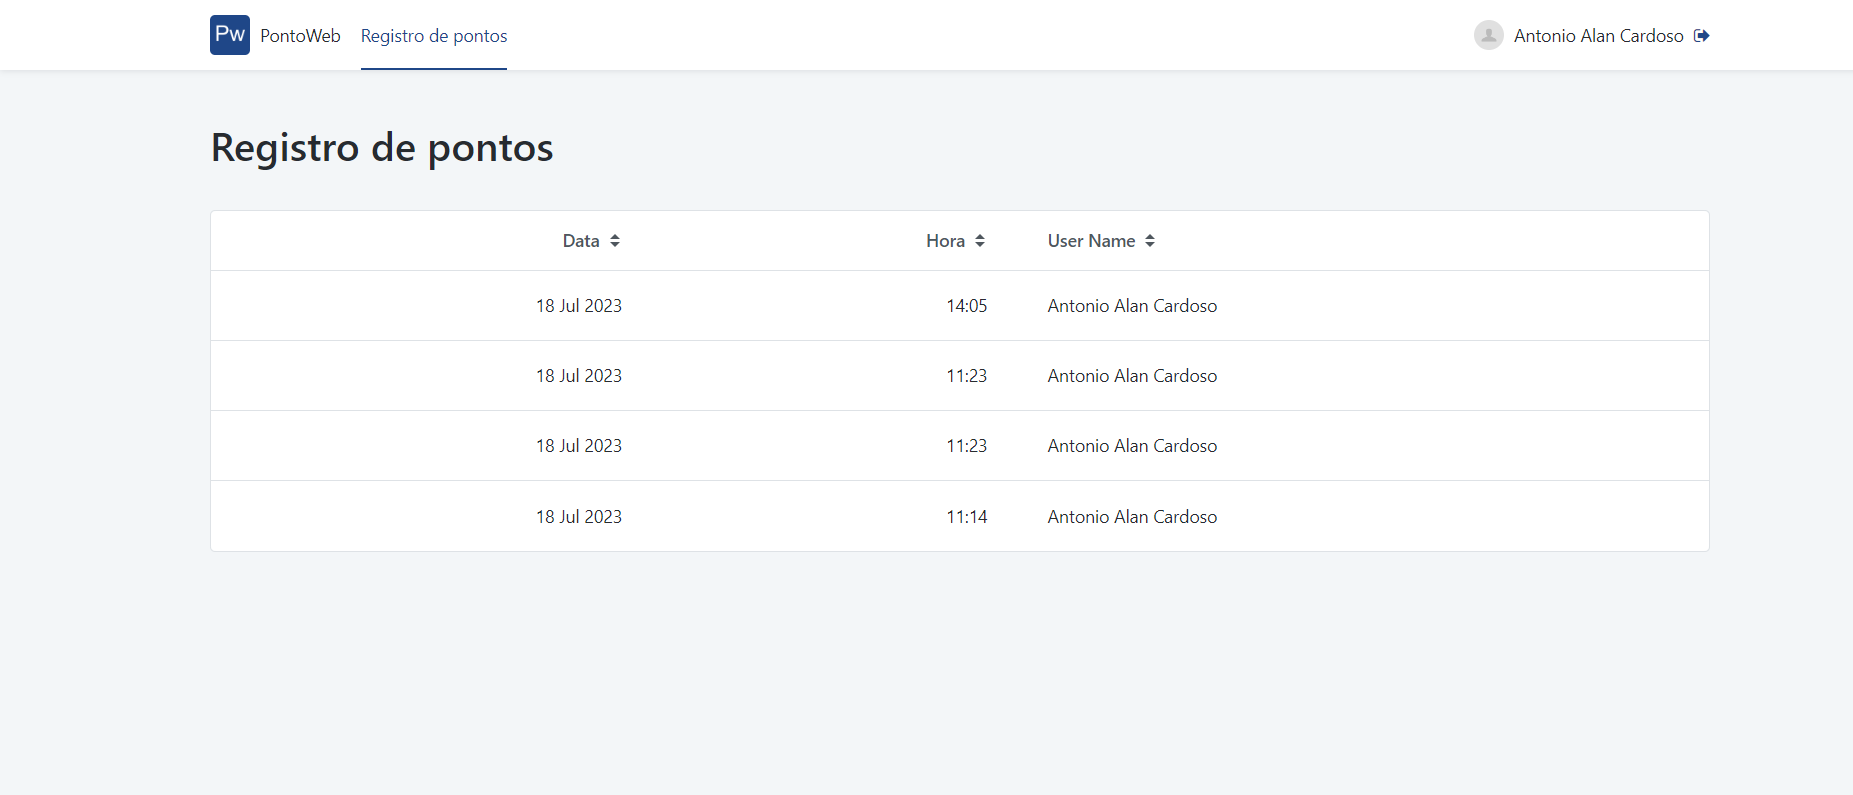 Pw PontoWeb Registro de pontos Antonio Alan Cardoso
Registro de pontos
Data Hora User Name
18 Jul 2023 14:05 Antonio Alan Cardoso
18 Jul 2023 11:23 Antonio Alan Cardoso
18 Jul 2023 11:23 Antonio Alan Cardoso
18 Jul 2023 11:14 Antonio Alan Cardoso